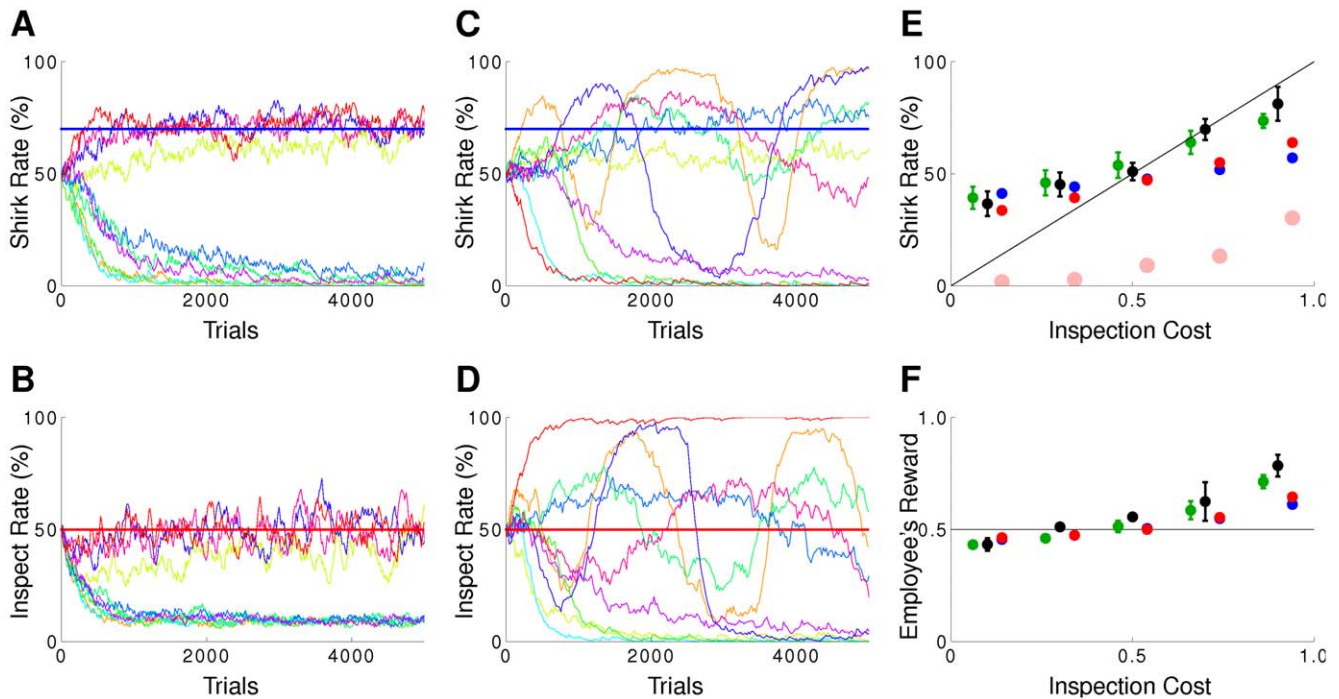 A
100
50
0
Shirk Rate (%)
0 2000 4000
Trials
B
100
50
0
Inspect Rate (%)
0 2000 4000
Trials
C
100
50
0
Shirk Rate (%)
0 2000 4000
Trials
D
100
50
0
Inspect Rate (%)
0 2000 4000
Trials
E
100
50
0
Shirk Rate (%)
0 0.5 1.0
Inspection Cost
F
1.0
0.5
0
Employee's Reward
0 0.5 1.0
Inspection Cost